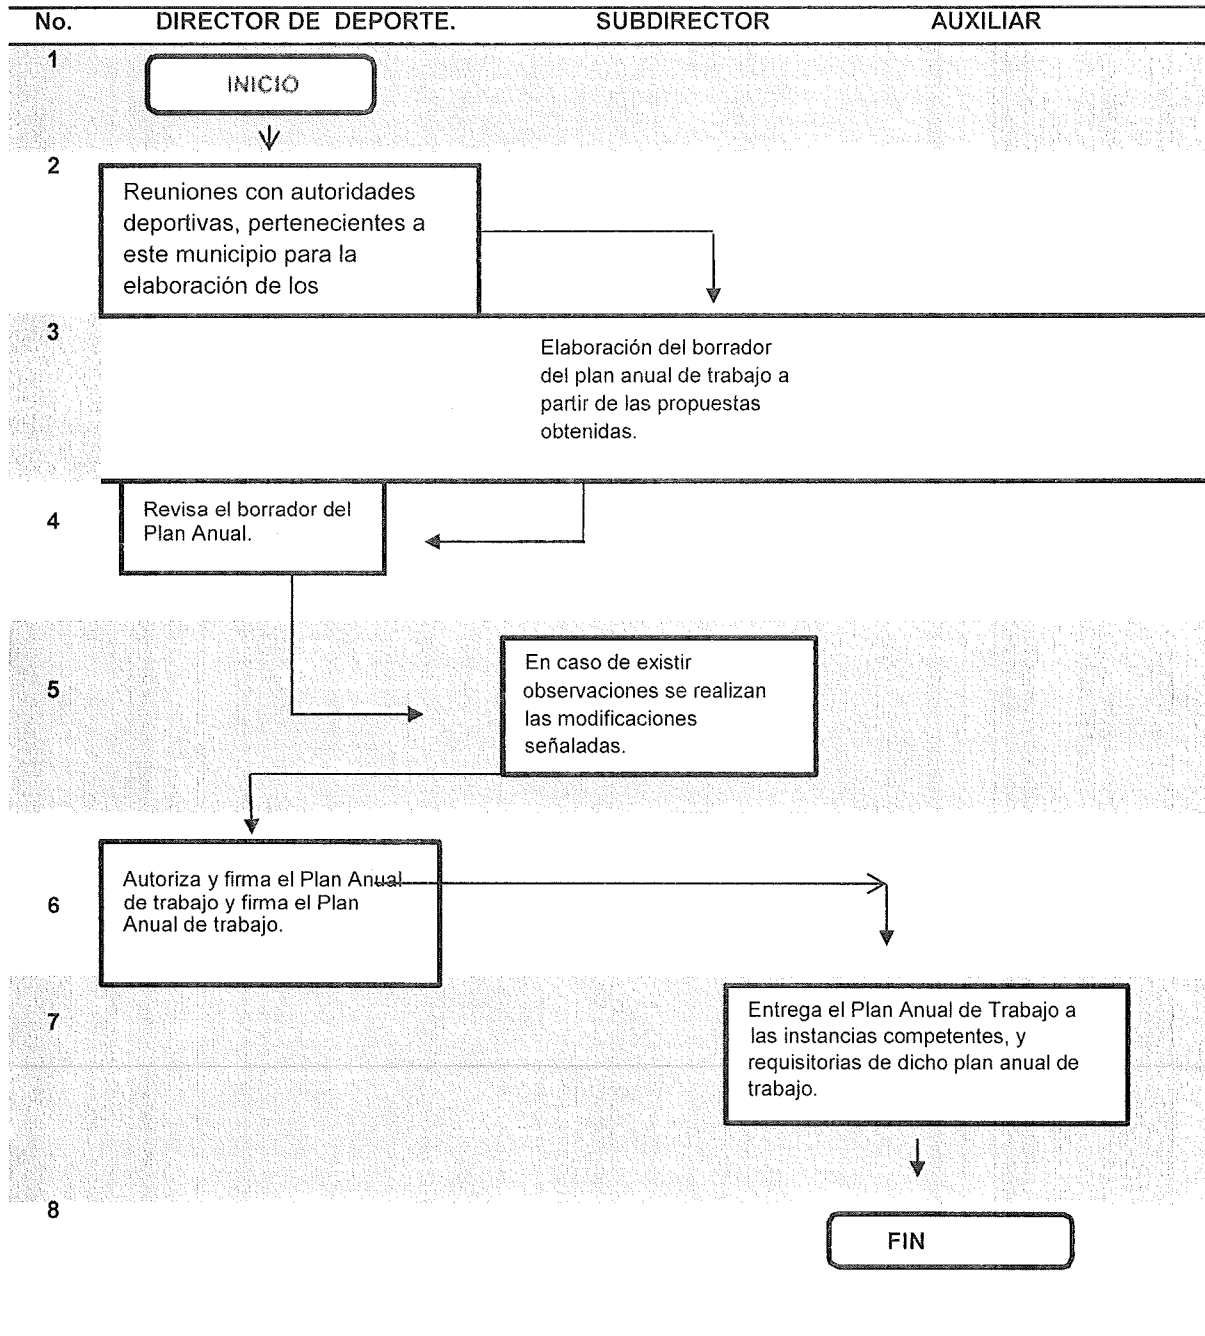 No. DIRECTOR DE DEPORTE. SUBDIRECTOR AUXILIAR
1
INICIO
2
Reuniones con autoridades
deportivas, pertenecientes a
este municipio para la
elaboración de los
3
Elaboración del borrador
del plan anual de trabajo a
partir de las propuestas
obtenidas.
4
Revisa el borrador del
Plan Anual.
5
En caso de existir
observaciones se realizan
las modificaciones
señaladas.
6
Autoriza y firma el Plan Anual
de trabajo y firma el Plan
Anual de trabajo.
7
Entrega el Plan Anual de Trabajo a
las instancias competentes, y
requisitorias de dicho plan anual de
trabajo.
8
FIN